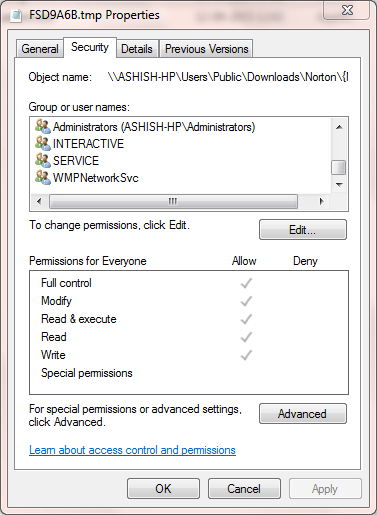 FSD9A6B.tmp Properties
General Security Details Previous Versions
Object name: \\ASHISH-HP\Users\Public\Downloads\Norton\{
Group or user names:
Administrators (ASHISH-HP\Administrators)
INTERACTIVE
SERVICE
WMPNetworkSvc
To change permissions, click Edit.
Edit...
Permissions for Everyone Allow Deny
Full control
Modify
Read & execute
Read
Write
Special permissions
For special permissions or advanced settings,
click Advanced.
Advanced
Learn about access control and permissions
OK Cancel Apply